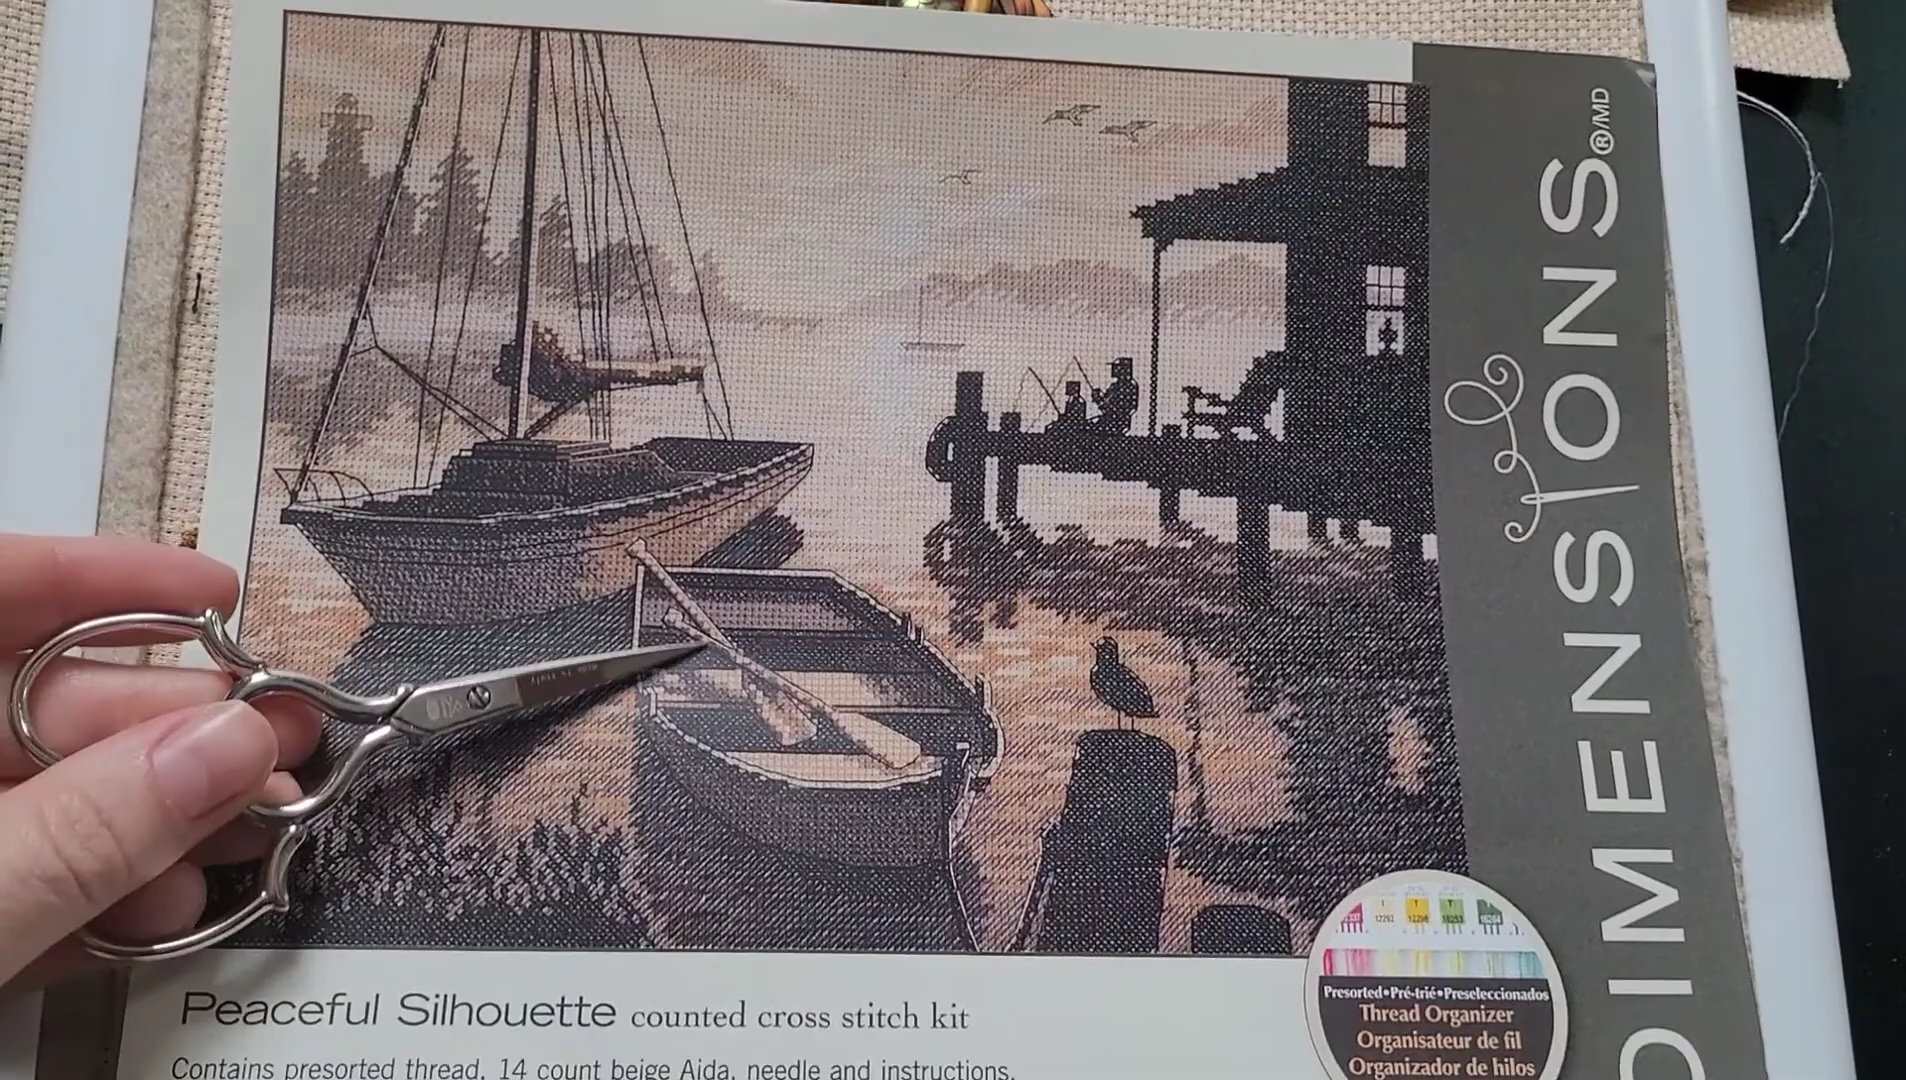 DIMENSIONS®/MD
Peaceful Silhouette counted cross stitch kit
Contains presorted thread, 14 count beige Aida, needle and instructions.
12292
Presorted•Pré-trié•Preseleccionados
Thread Organizer
Organisateur de fil
Organizador de hilos